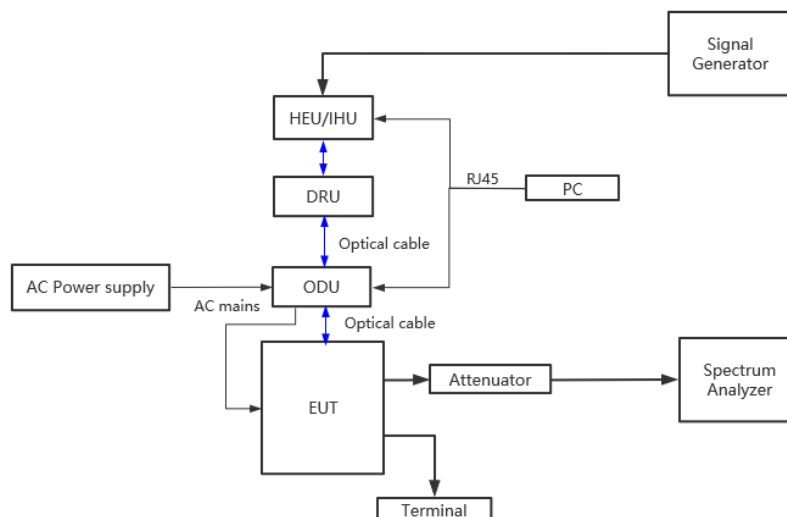 Signal
Generator
HEU/IHU
RJ45
PC
DRU
Optical cable
AC Power supply
ODU
AC mains
Optical cable
EUT
Attenuator
Spectrum
Analyzer
Terminal